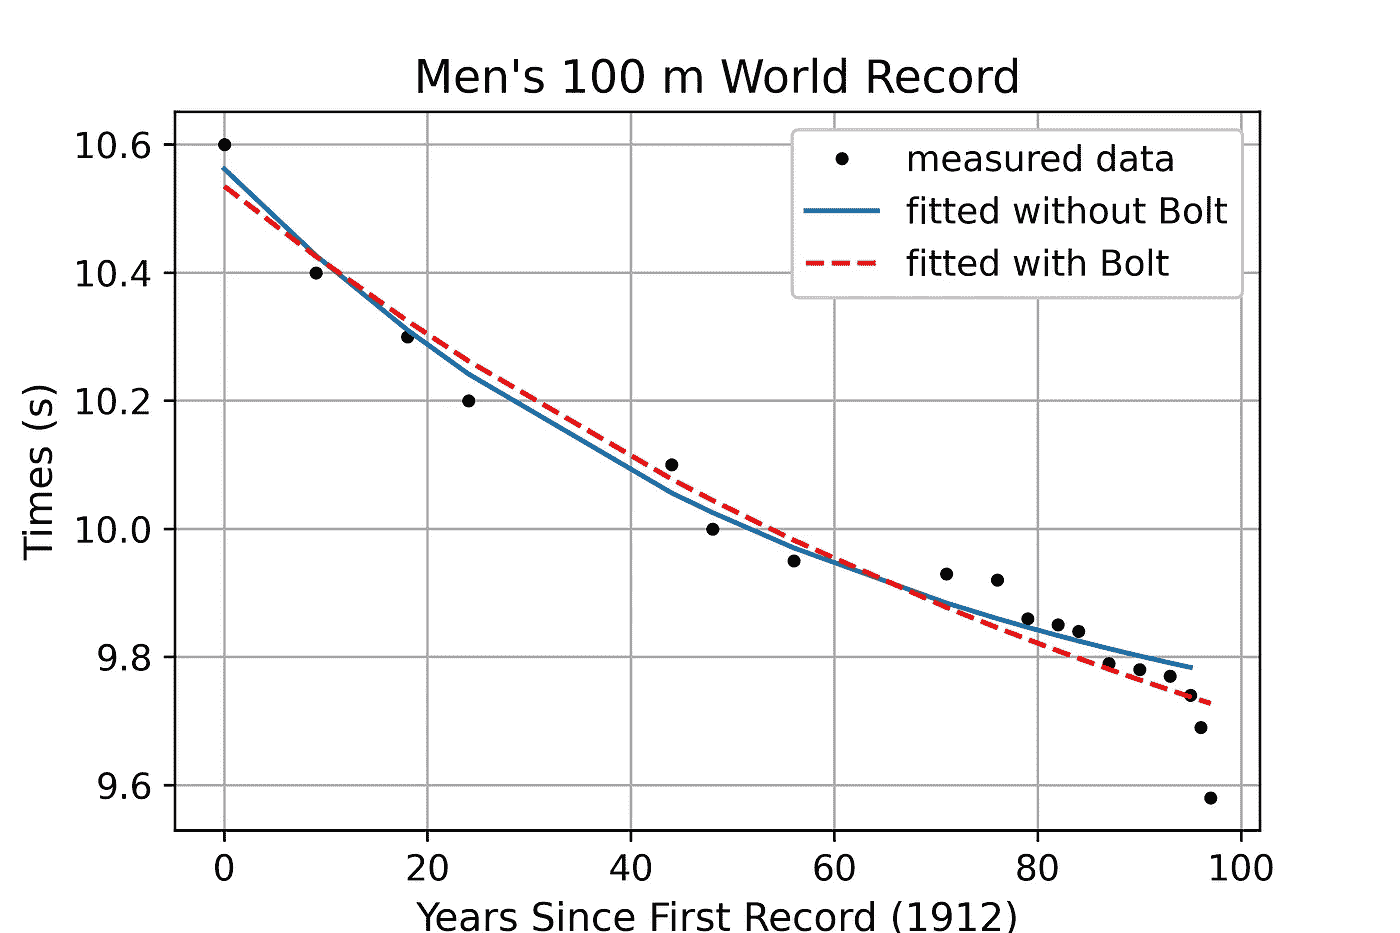 Men's 100 m World Record
10.6
10.4
10.2
10.0
9.8
9.6
Times (s)
measured data
fitted without Bolt
fitted with Bolt
0 20 40 60 80 100
Years Since First Record (1912)